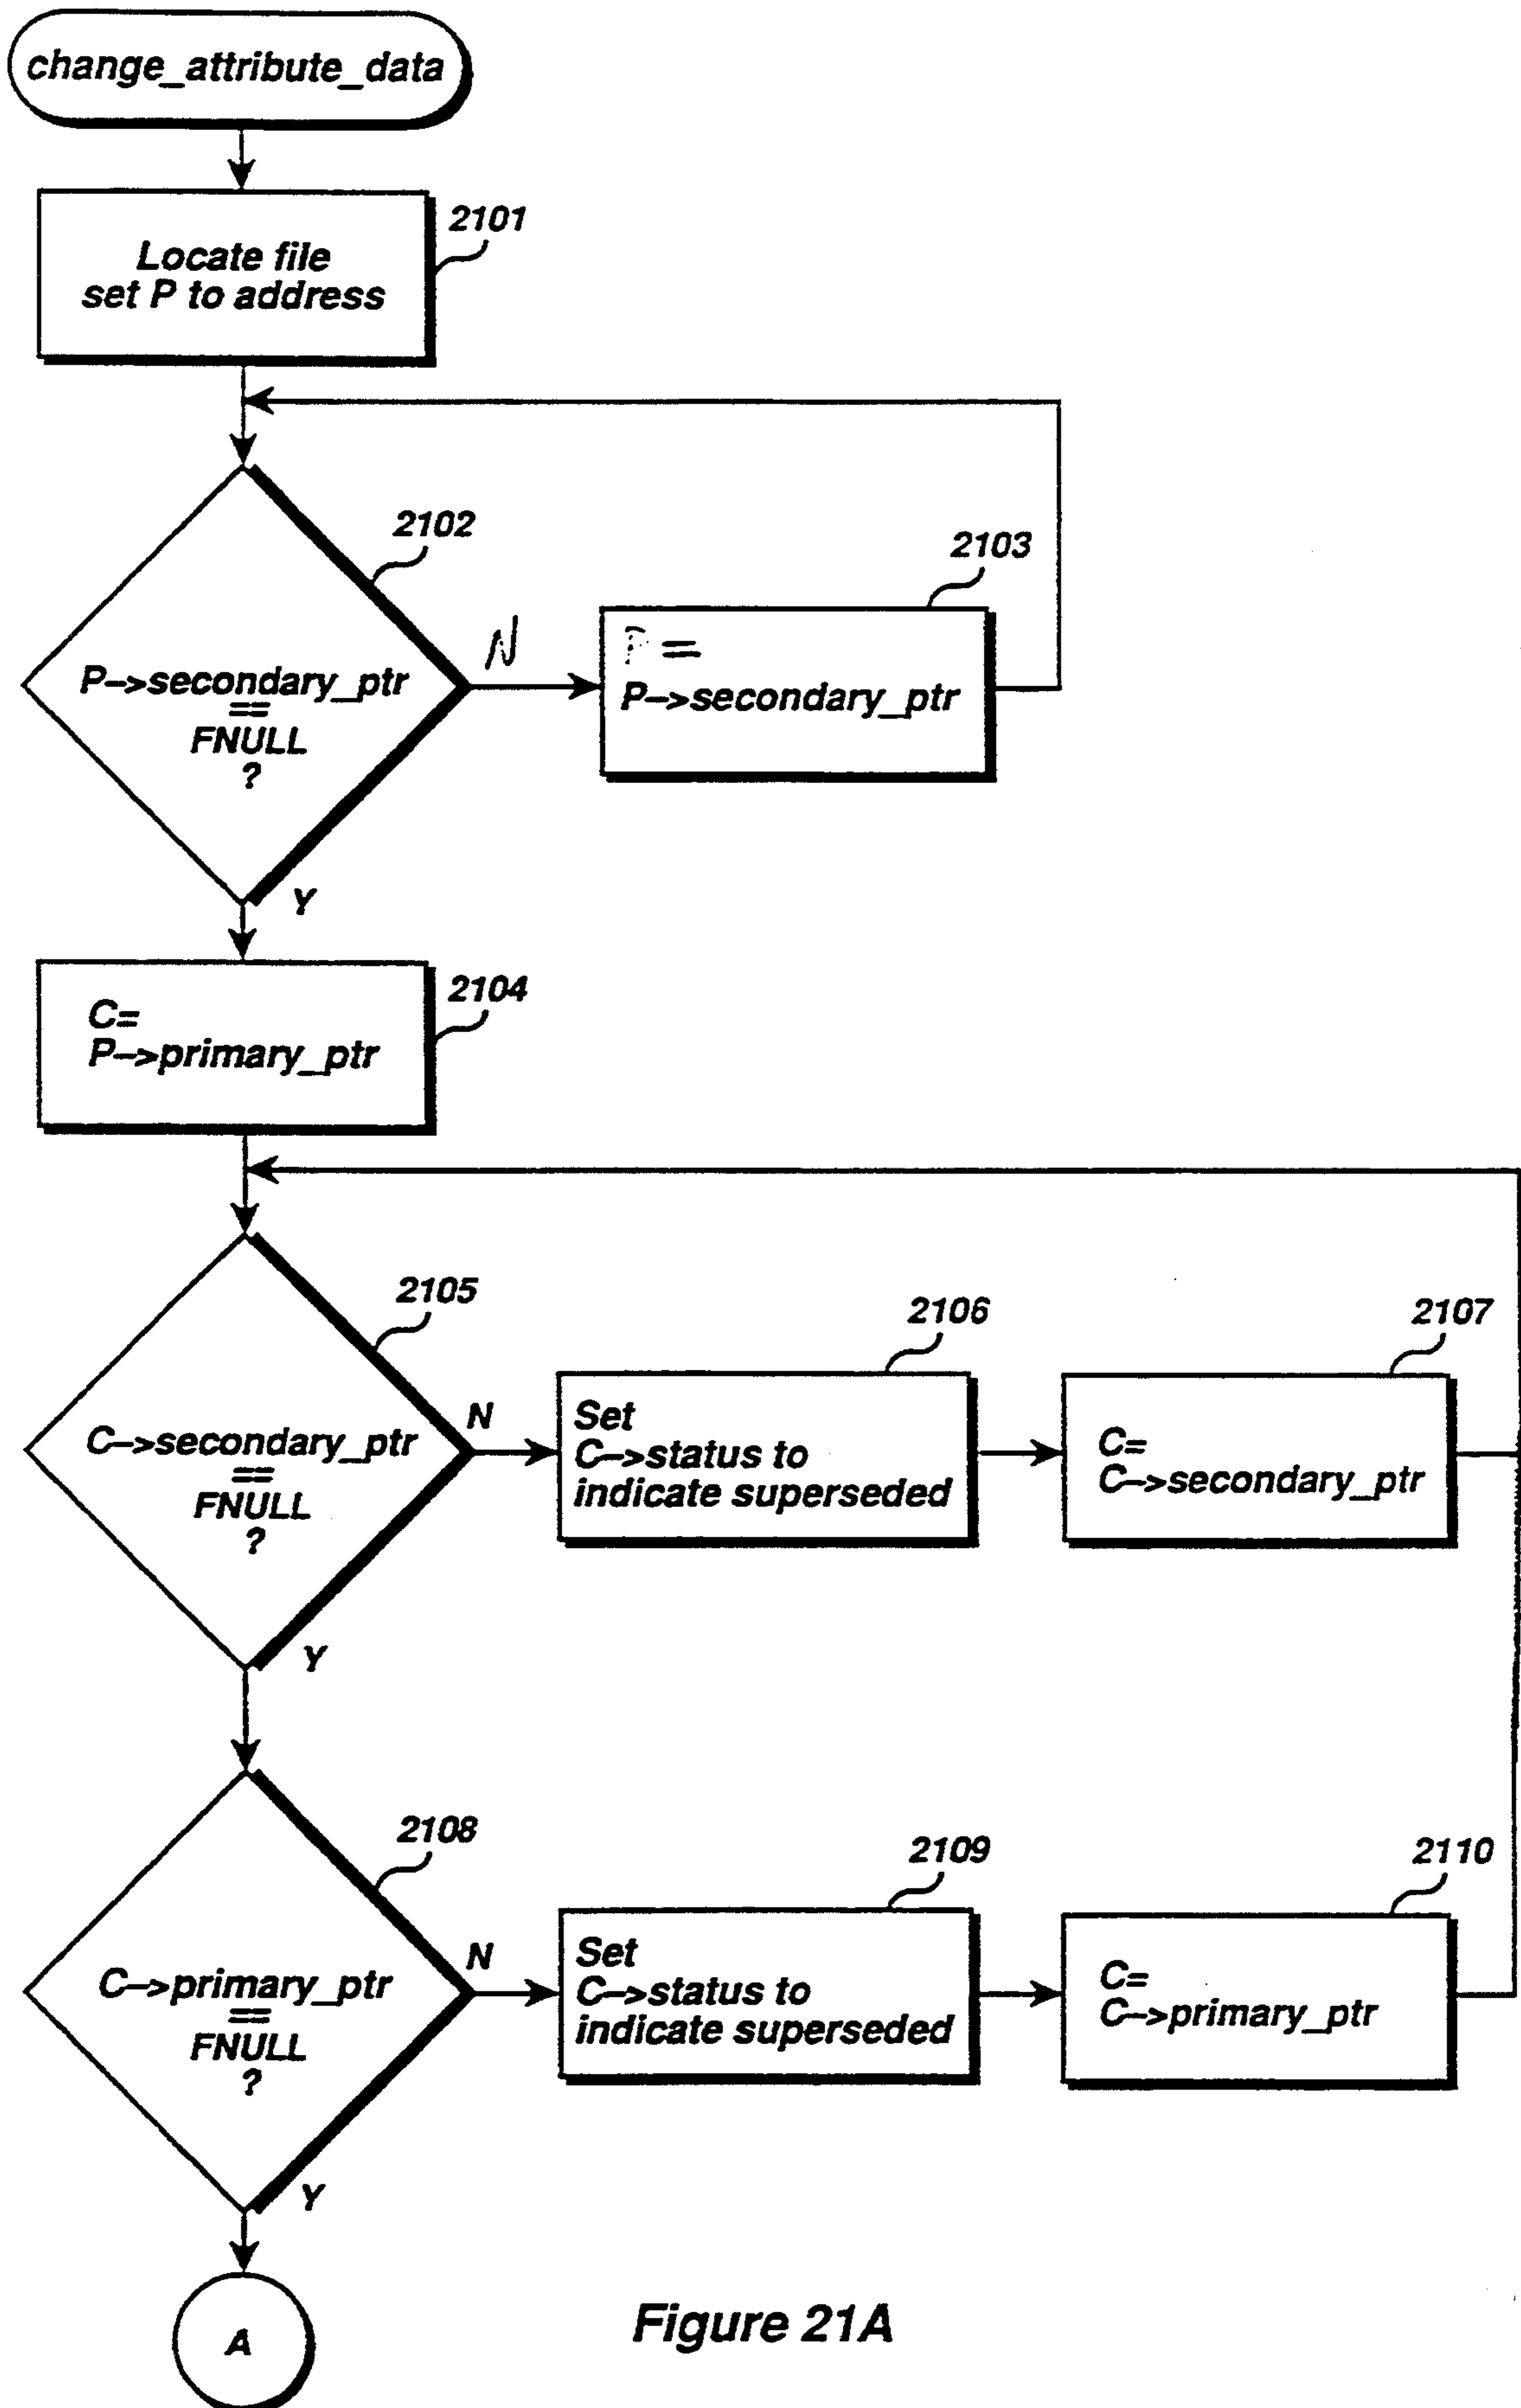 change_attribute_data
2101
Locate file
set P to address
2102
P->secondary_ptr
==
FNULL
?
N
2103
P =
P->secondary_ptr
Y
2104
C=
P->primary_ptr
2105
C->secondary_ptr
==
FNULL
?
N
2106
Set
C->status to
indicate superseded
2107
C=
C->secondary_ptr
Y
2108
C->primary_ptr
==
FNULL
?
N
2109
Set
C->status to
indicate superseded
2110
C=
C->primary_ptr
Y
A
Figure 21A